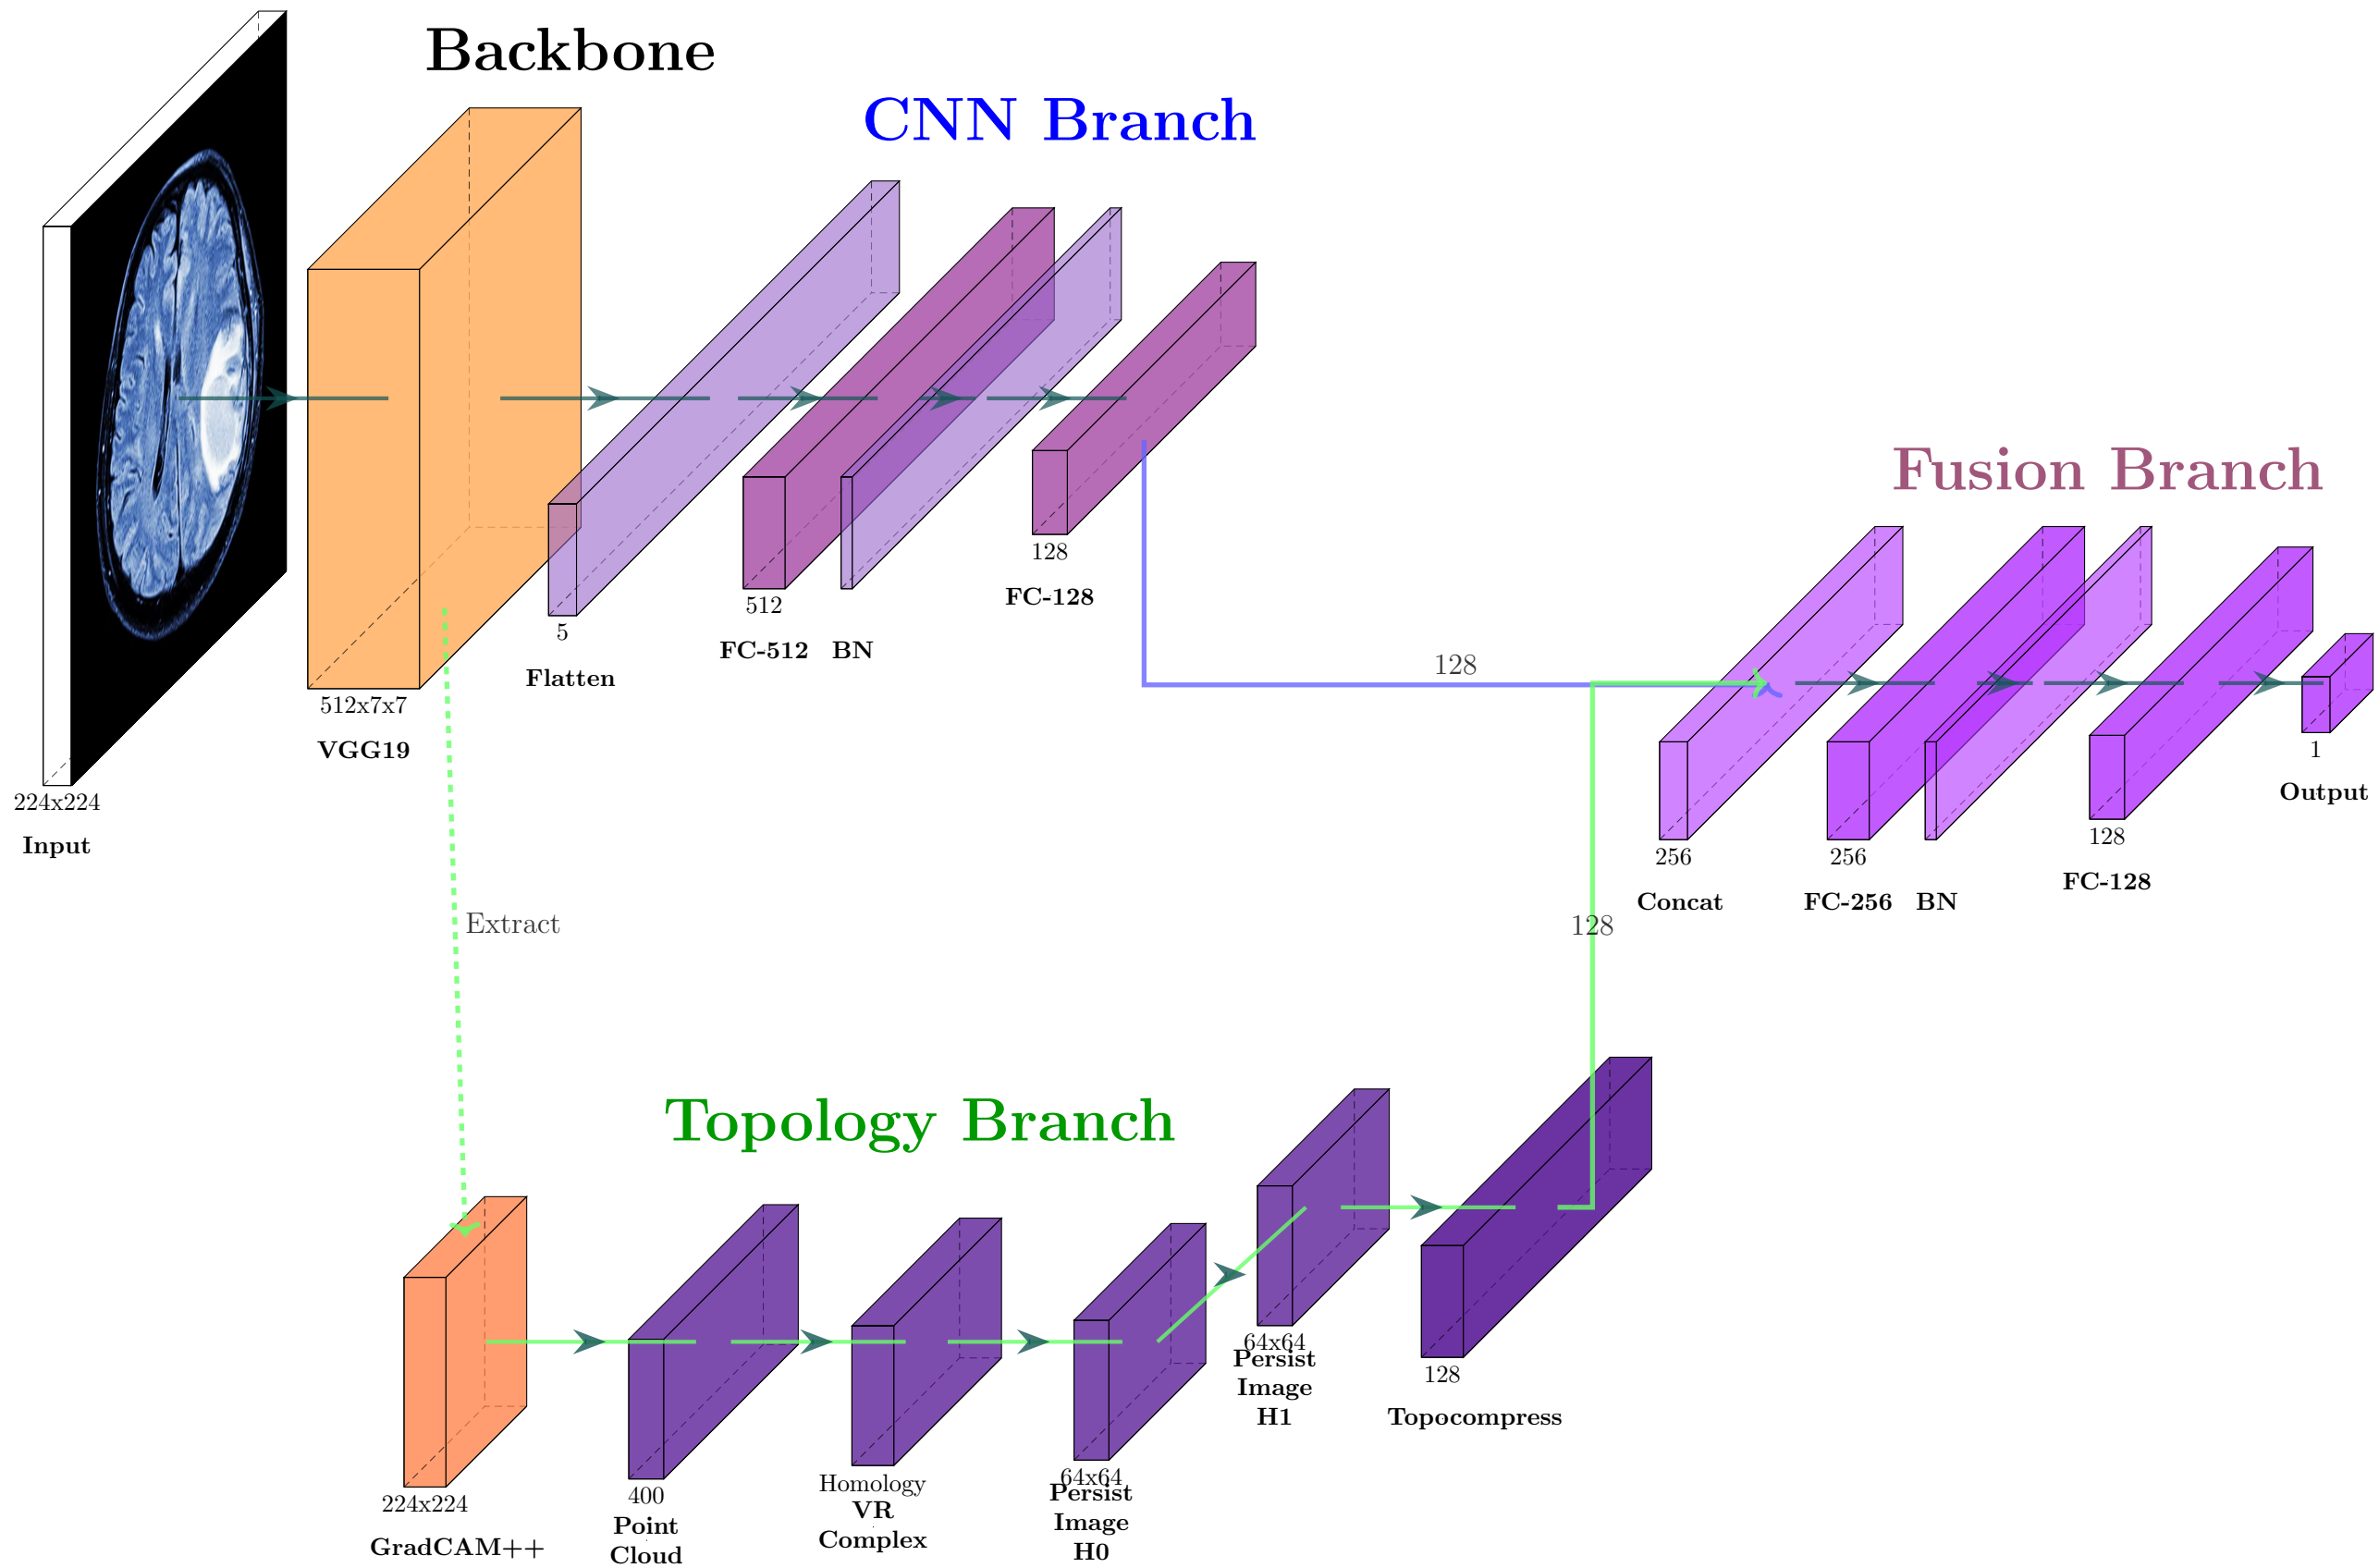 Backbone
CNN Branch
Fusion Branch
Topology Branch
224x224
Input
512x7x7
VGG19
5
Flatten
512
FC-512
BN
128
FC-128
128
256
Concat
256
FC-256
BN
128
FC-128
1
Output
Extract
128
224x224
GradCAM++
400
Point
Cloud
Homology
VR
Complex
64x64
Persist
Image
H0
64x64
Persist
Image
H1
128
Topocompress